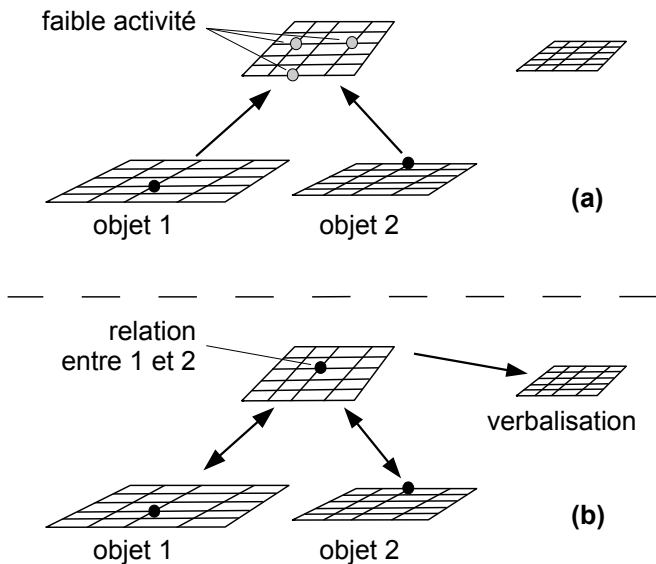 faible activité
objet 1
objet 2
(a)
relation
entre 1 et 2
verbalisation
objet 1
objet 2
(b)